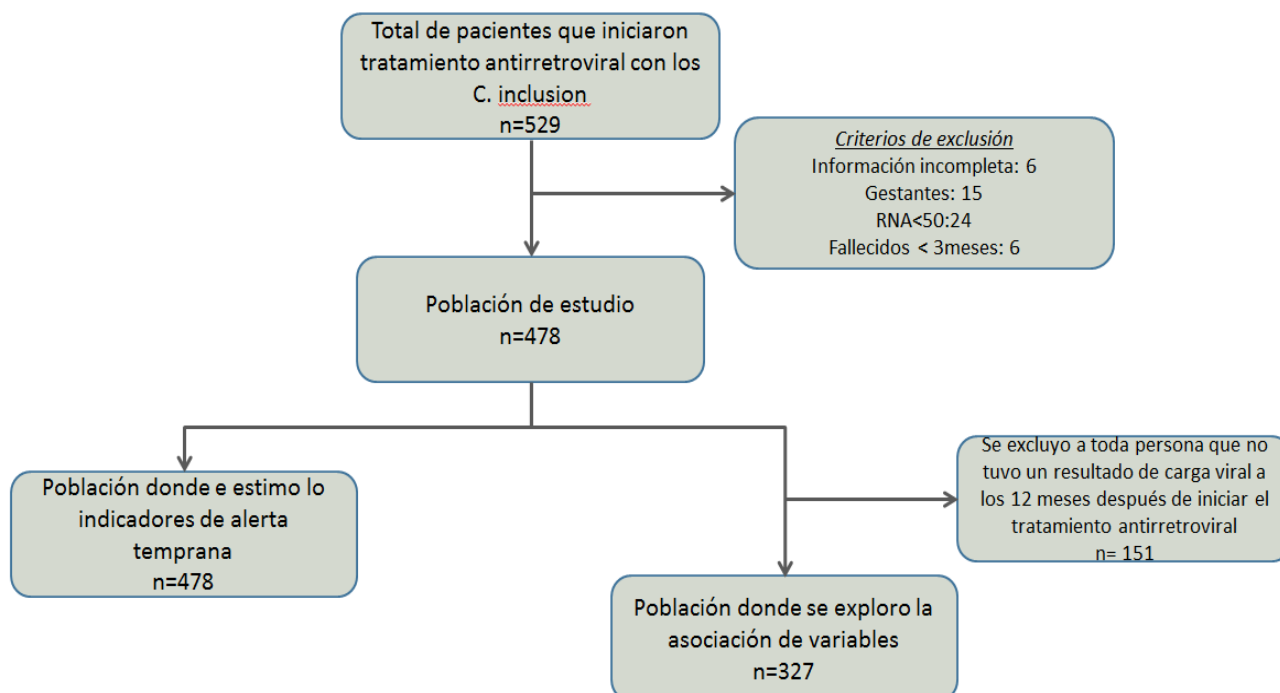 Total de pacientes que iniciaron
tratamiento antirretroviral con los
C. inclusion
n=529
Criterios de exclusión
Información incompleta: 6
Gestantes: 15
RNA<50:24
Fallecidos < 3meses: 6
Población de estudio
n=478
Población donde e estimo lo
indicadores de alerta
temprana
n=478
Se excluyo a toda persona que no
tuvo un resultado de carga viral a
los 12 meses después de iniciar el
tratamiento antirretroviral
n= 151
Población donde se exploro la
asociación de variables
n=327